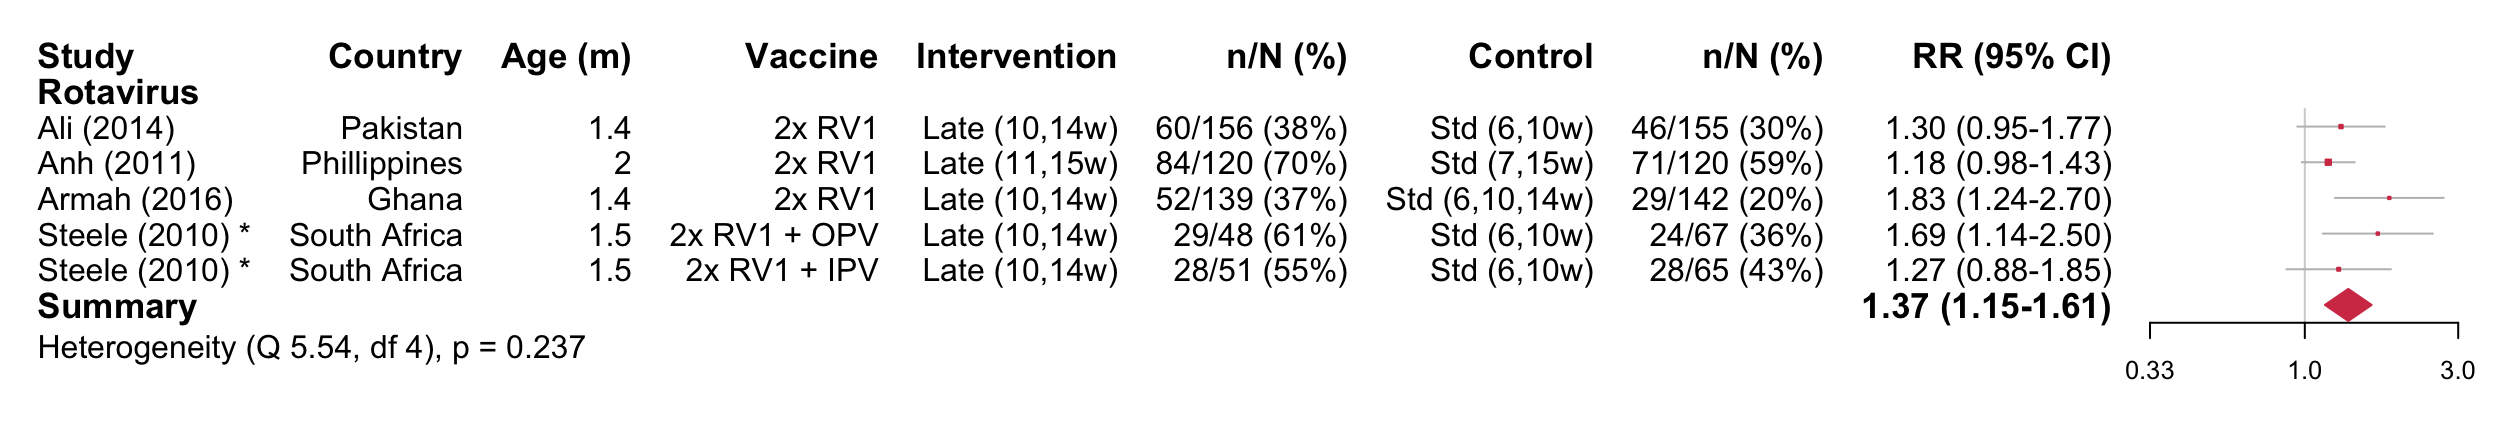 Study Country Age (m) Vaccine Intervention n/N (%) Control n/N (%) RR (95% CI)
Rotavirus
Ali (2014) Pakistan 1.4 2x RV1 Late (10,14w) 60/156 (38%) Std (6,10w) 46/155 (30%) 1.30 (0.95-1.77)
Anh (2011) Phillippines 2 2x RV1 Late (11,15w) 84/120 (70%) Std (7,15w) 71/120 (59%) 1.18 (0.98-1.43)
Armah (2016) Ghana 1.4 2x RV1 Late (10,14w) 52/139 (37%) Std (6,10,14w) 29/142 (20%) 1.83 (1.24-2.70)
Steele (2010) * South Africa 1.5 2x RV1 + OPV Late (10,14w) 29/48 (61%) Std (6,10w) 24/67 (36%) 1.69 (1.14-2.50)
Steele (2010) * South Africa 1.5 2x RV1 + IPV Late (10,14w) 28/51 (55%) Std (6,10w) 28/65 (43%) 1.27 (0.88-1.85)
Summary 1.37 (1.15-1.61)
Heterogeneity (Q 5.54, df 4), p = 0.237
0.33 1.0 3.0